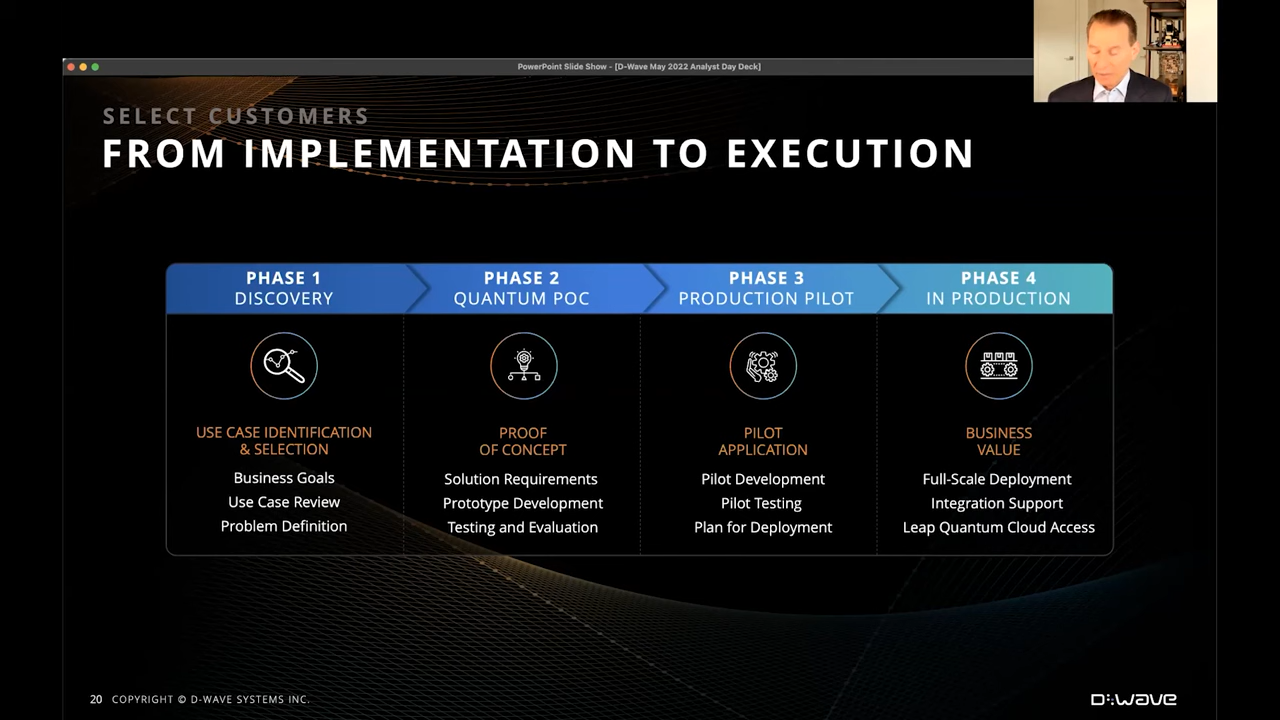 PowerPoint Slide Show - [D-Wave May 2022 Analyst Day Deck]
SELECT CUSTOMERS
FROM IMPLEMENTATION TO EXECUTION
PHASE 1
DISCOVERY
USE CASE IDENTIFICATION
& SELECTION
Business Goals
Use Case Review
Problem Definition
PHASE 2
QUANTUM POC
PROOF
OF CONCEPT
Solution Requirements
Prototype Development
Testing and Evaluation
PHASE 3
PRODUCTION PILOT
PILOT
APPLICATION
Pilot Development
Pilot Testing
Plan for Deployment
PHASE 4
IN PRODUCTION
BUSINESS
VALUE
Full-Scale Deployment
Integration Support
Leap Quantum Cloud Access
20 COPYRIGHT © D-WAVE SYSTEMS INC.
D:wave